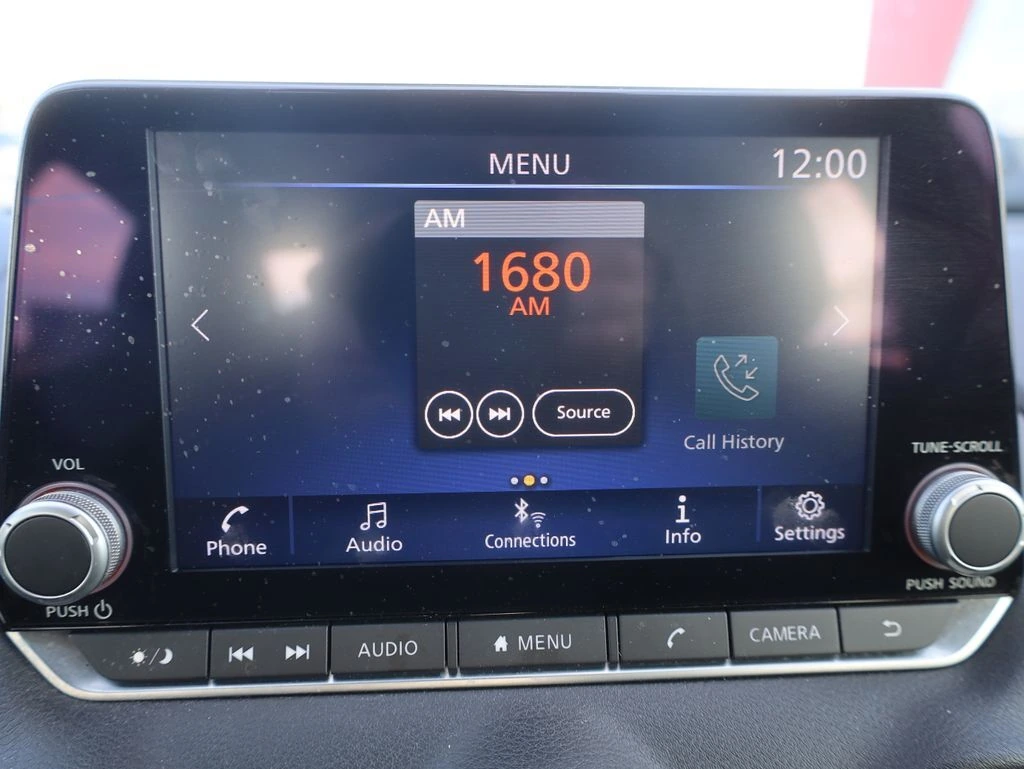 MENU
12:00
AM
1680
AM
Source
Call History
VOL
TUNE·SCROLL
Phone
Audio
Connections
Info
Settings
PUSH
PUSH SOUND
AUDIO
MENU
CAMERA